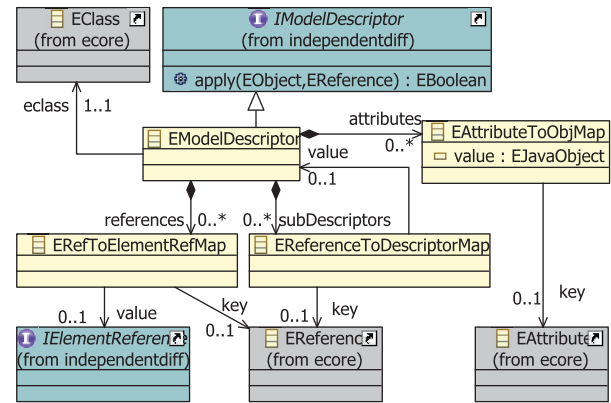 EClass
(from ecore)
IModelDescriptor
(from independentdiff)
apply(EObject,EReference) : EBoolean
eclass
1..1
attributes
0..*
EModelDescriptor
value
0..1
EAttributeToObjMap
value : EJavaObject
references
0..*
0..*
subDescriptors
ERefToElementRefMap
EReferenceToDescriptorMap
0..1
value
key
0..1
0..1
key
0..1
key
IElementReference
(from independentdiff)
EReference
(from ecore)
EAttribute
(from ecore)